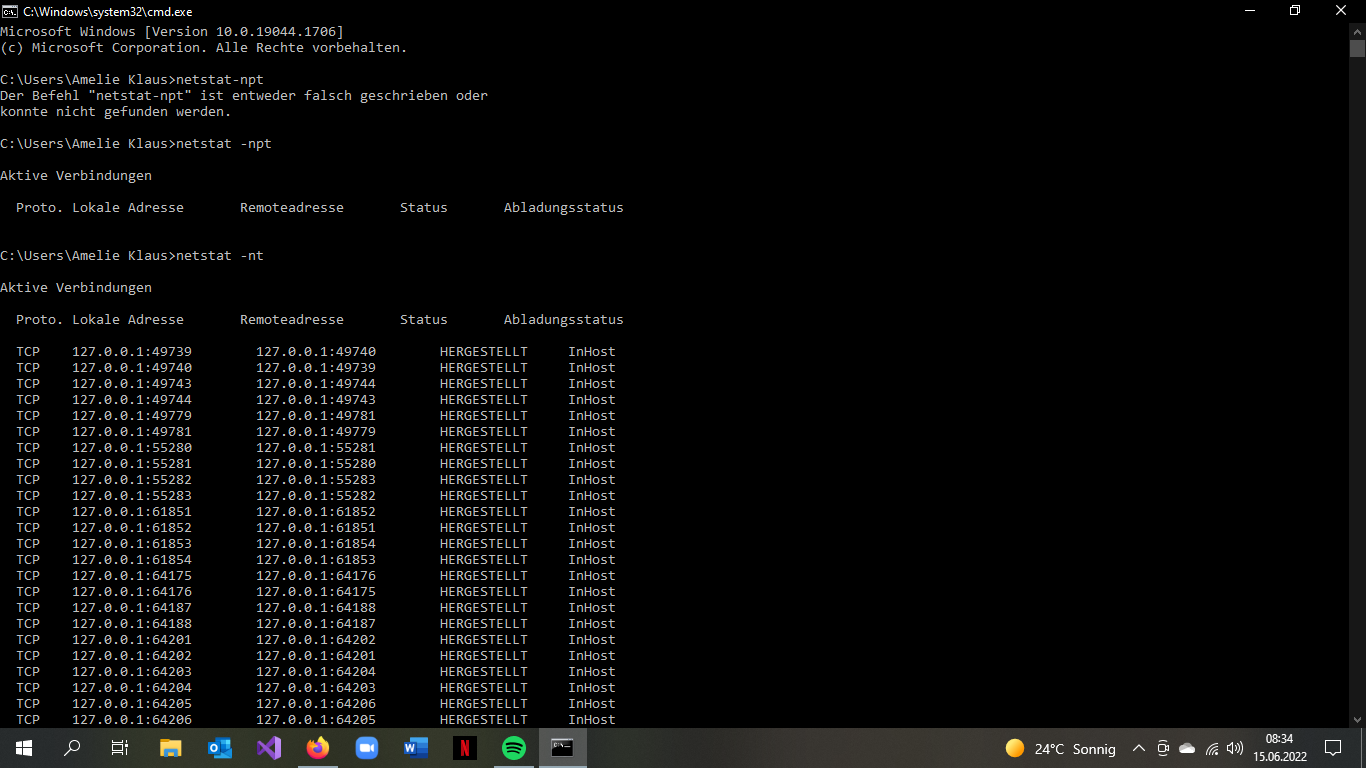 C:\Windows\system32\cmd.exe
Microsoft Windows [Version 10.0.19044.1706]
(c) Microsoft Corporation. Alle Rechte vorbehalten.
C:\Users\Amelie Klaus>netstat-npt
Der Befehl "netstat-npt" ist entweder falsch geschrieben oder
konnte nicht gefunden werden.
C:\Users\Amelie Klaus>netstat -npt
Aktive Verbindungen
Proto. Lokale Adresse Remoteadresse Status Abladungsstatus
C:\Users\Amelie Klaus>netstat -nt
Aktive Verbindungen
Proto. Lokale Adresse Remoteadresse Status Abladungsstatus
TCP 127.0.0.1:49739 127.0.0.1:49740 HERGESTELLT InHost
TCP 127.0.0.1:49740 127.0.0.1:49739 HERGESTELLT InHost
TCP 127.0.0.1:49743 127.0.0.1:49744 HERGESTELLT InHost
TCP 127.0.0.1:49744 127.0.0.1:49743 HERGESTELLT InHost
TCP 127.0.0.1:49779 127.0.0.1:49781 HERGESTELLT InHost
TCP 127.0.0.1:49781 127.0.0.1:49779 HERGESTELLT InHost
TCP 127.0.0.1:55280 127.0.0.1:55281 HERGESTELLT InHost
TCP 127.0.0.1:55281 127.0.0.1:55280 HERGESTELLT InHost
TCP 127.0.0.1:55282 127.0.0.1:55283 HERGESTELLT InHost
TCP 127.0.0.1:55283 127.0.0.1:55282 HERGESTELLT InHost
TCP 127.0.0.1:61851 127.0.0.1:61852 HERGESTELLT InHost
TCP 127.0.0.1:61852 127.0.0.1:61851 HERGESTELLT InHost
TCP 127.0.0.1:61853 127.0.0.1:61854 HERGESTELLT InHost
TCP 127.0.0.1:61854 127.0.0.1:61853 HERGESTELLT InHost
TCP 127.0.0.1:64175 127.0.0.1:64176 HERGESTELLT InHost
TCP 127.0.0.1:64176 127.0.0.1:64175 HERGESTELLT InHost
TCP 127.0.0.1:64187 127.0.0.1:64188 HERGESTELLT InHost
TCP 127.0.0.1:64188 127.0.0.1:64187 HERGESTELLT InHost
TCP 127.0.0.1:64201 127.0.0.1:64202 HERGESTELLT InHost
TCP 127.0.0.1:64202 127.0.0.1:64201 HERGESTELLT InHost
TCP 127.0.0.1:64203 127.0.0.1:64204 HERGESTELLT InHost
TCP 127.0.0.1:64204 127.0.0.1:64203 HERGESTELLT InHost
TCP 127.0.0.1:64205 127.0.0.1:64206 HERGESTELLT InHost
TCP 127.0.0.1:64206 127.0.0.1:64205 HERGESTELLT InHost
24°C Sonnig
08:34
15.06.2022